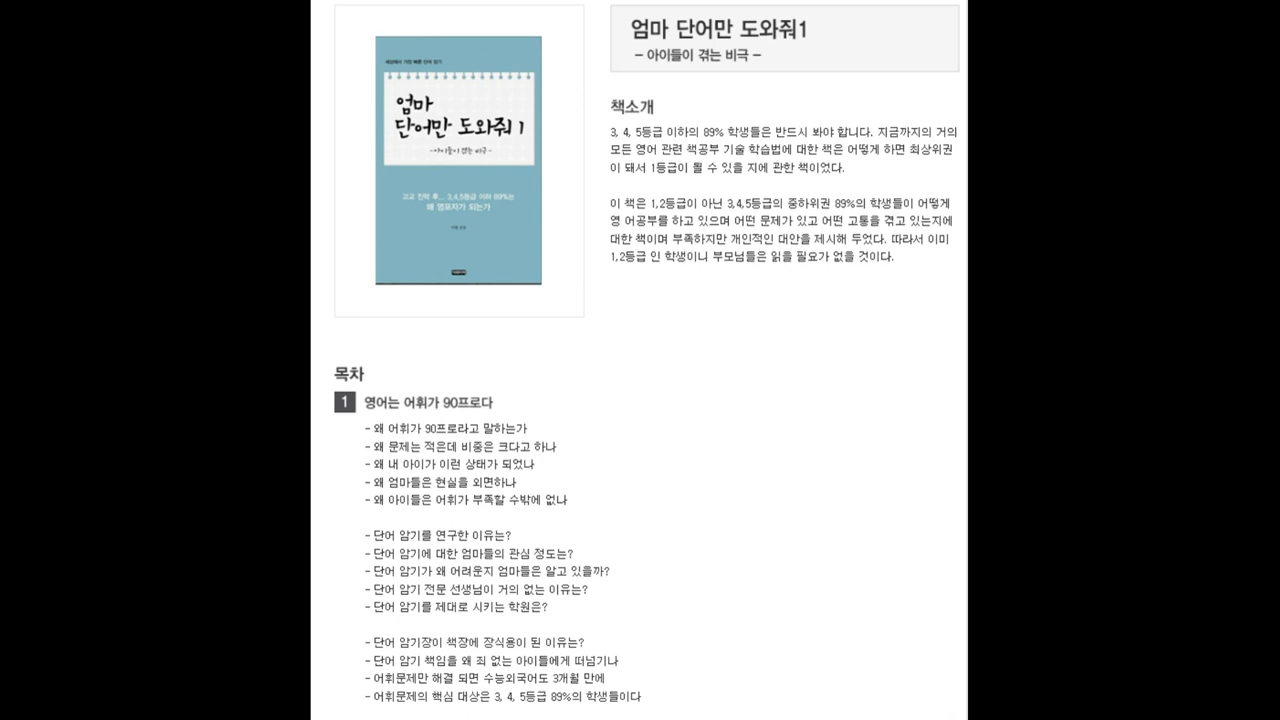 세상에서 가장 빠른 단어 암기
엄마
단어만 도와줘 1
-아이들이 겪는 비극-
고교 진학 후... 3,4,5등급 이하 89%는
왜 영포자가 되는가
엄마 단어만 도와줘1
– 아이들이 겪는 비극 –
책소개
3, 4, 5등급 이하의 89% 학생들은 반드시 봐야 합니다. 지금까지의 거의
모든 영어 관련 책공부 기술 학습법에 대한 책은 어떻게 하면 최상위권
이 돼서 1등급이 될 수 있을 지에 관한 책이었다.
이 책은 1,2등급이 아닌 3,4,5등급의 중하위권 89%의 학생들이 어떻게
영 어공부를 하고 있으며 어떤 문제가 있고 어떤 고통을 겪고 있는지에
대한 책이며 부족하지만 개인적인 대안을 제시해 두었다. 따라서 이미
1,2등급 인 학생이니 부모님들은 읽을 필요가 없을 것이다.
목차
1 영어는 어휘가 90프로다
- 왜 어휘가 90프로라고 말하는가
- 왜 문제는 적은데 비중은 크다고 하나
- 왜 내 아이가 이런 상태가 되었나
- 왜 엄마들은 현실을 외면하나
- 왜 아이들은 어휘가 부족할 수밖에 없나
- 단어 암기를 연구한 이유는?
- 단어 암기에 대한 엄마들의 관심 정도는?
- 단어 암기가 왜 어려운지 엄마들은 알고 있을까?
- 단어 암기 전문 선생님이 거의 없는 이유는?
- 단어 암기를 제대로 시키는 학원은?
- 단어 암기장이 책장에 장식용이 된 이유는?
- 단어 암기 책임을 왜 죄 없는 아이들에게 떠넘기나
- 어휘문제만 해결 되면 수능외국어도 3개월 만에
- 어휘문제의 핵심 대상은 3, 4, 5등급 89%의 학생들이다